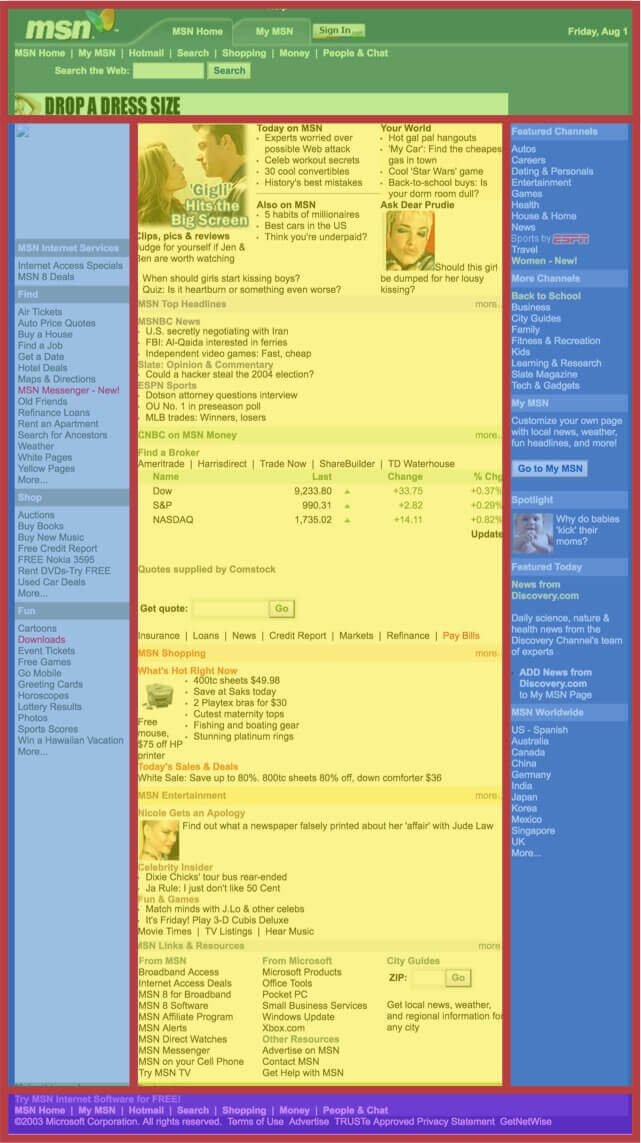 msn
MSN Home
My MSN
Sign In
Friday, Aug 1
MSN Home | My MSN | Hotmail | Search | Shopping | Money | People & Chat
Search the Web:
Search
DROP A DRESS SIZE
MSN Internet Services
Internet Access Specials
MSN 8 Deals
Find
Air Tickets
Auto Price Quotes
Buy a House
Find a Job
Get a Date
Hotel Deals
Maps & Directions
MSN Messenger - New!
Old Friends
Refinance Loans
Rent an Apartment
Search for Ancestors
Weather
White Pages
Yellow Pages
More...
Shop
Auctions
Buy Books
Buy New Music
Free Credit Report
FREE Nokia 3595
Rent DVDs-Try FREE
Used Car Deals
More...
Fun
Cartoons
Downloads
Event Tickets
Free Games
Go Mobile
Greeting Cards
Horoscopes
Lottery Results
Photos
Sports Scores
Win a Hawaiian Vacation
More...
'Gigli'
Hits the
Big Screen
Clips, pics & reviews
Judge for yourself if Jen &
Ben are worth watching
Today on MSN
Experts worried over
possible Web attack
Celeb workout secrets
30 cool convertibles
History's best mistakes
Also on MSN
5 habits of millionaires
Best cars in the US
Think you're underpaid?
Your World
Hot gal pal hangouts
'My Car': Find the cheapes
gas in town
Cool 'Star Wars' game
Back-to-school buys: Is
your dorm room dull?
Ask Dear Prudie
Should this girl
be dumped for her lousy
kissing?
When should girls start kissing boys?
Quiz: Is it heartburn or something even worse?
MSN Top Headlines
more..
MSNBC News
U.S. secretly negotiating with Iran
FBI: Al-Qaida interested in ferries
Independent video games: Fast, cheap
Slate: Opinion & Commentary
Could a hacker steal the 2004 election?
ESPN Sports
Dotson attorney questions interview
OU No. 1 in preseason poll
MLB trades: Winners, losers
CNBC on MSN Money
more..
Find a Broker
Ameritrade | Harrisdirect | Trade Now | ShareBuilder | TD Waterhouse
Name Last Change % Chg
Dow 9,233.80 +33.75 +0.37%
S&P 990.31 +2.82 +0.29%
NASDAQ 1,735.02 +14.11 +0.82%
Update
Quotes supplied by Comstock
Get quote:
Go
Insurance | Loans | News | Credit Report | Markets | Refinance | Pay Bills
MSN Shopping
more..
What's Hot Right Now
Free
mouse,
$75 off HP
printer
400tc sheets $49.98
Save at Saks today
2 Playtex bras for $30
Cutest maternity tops
Fishing and boating gear
Stunning platinum rings
Today's Sales & Deals
White Sale: Save up to 80%. 800tc sheets 80% off, down comforter $36
MSN Entertainment
more..
Nicole Gets an Apology
Find out what a newspaper falsely printed about her 'affair' with Jude Law
Celebrity Insider
Dixie Chicks' tour bus rear-ended
Ja Rule: I just don't like 50 Cent
Fun & Games
Match minds with J.Lo & other celebs
It's Friday! Play 3-D Cubis Deluxe
Movie Times | TV Listings | Hear Music
MSN Links & Resources
more..
From MSN
Broadband Access
Internet Access Deals
MSN 8 for Broadband
MSN 8 Software
MSN Affiliate Program
MSN Alerts
MSN Direct Watches
MSN Messenger
MSN on your Cell Phone
Try MSN TV
From Microsoft
Microsoft Products
Office Tools
Pocket PC
Small Business Services
Windows Update
Xbox.com
Other Resources
Advertise on MSN
Contact MSN
Get Help with MSN
City Guides
ZIP:
Go
Get local news, weather,
and regional information for
any city
Featured Channels
Autos
Careers
Dating & Personals
Entertainment
Games
Health
House & Home
News
Sports by ESPN
Travel
Women - New!
More Channels
Back to School
Business
City Guides
Family
Fitness & Recreation
Kids
Learning & Research
Slate Magazine
Tech & Gadgets
My MSN
Customize your own page
with local news, weather,
fun headlines, and more!
Go to My MSN
Spotlight
Why do babies
'kick' their
moms?
Featured Today
News from
Discovery.com
Daily science, nature &
health news from the
Discovery Channel's team
of experts
ADD News from
Discovery.com
to My MSN Page
MSN Worldwide
US - Spanish
Australia
Canada
China
Germany
India
Japan
Korea
Mexico
Singapore
UK
More...
Try MSN Internet Software for FREE!
MSN Home | My MSN | Hotmail | Search | Shopping | Money | People & Chat
©2003 Microsoft Corporation. All rights reserved. Terms of Use Advertise TRUSTe Approved Privacy Statement GetNetWise